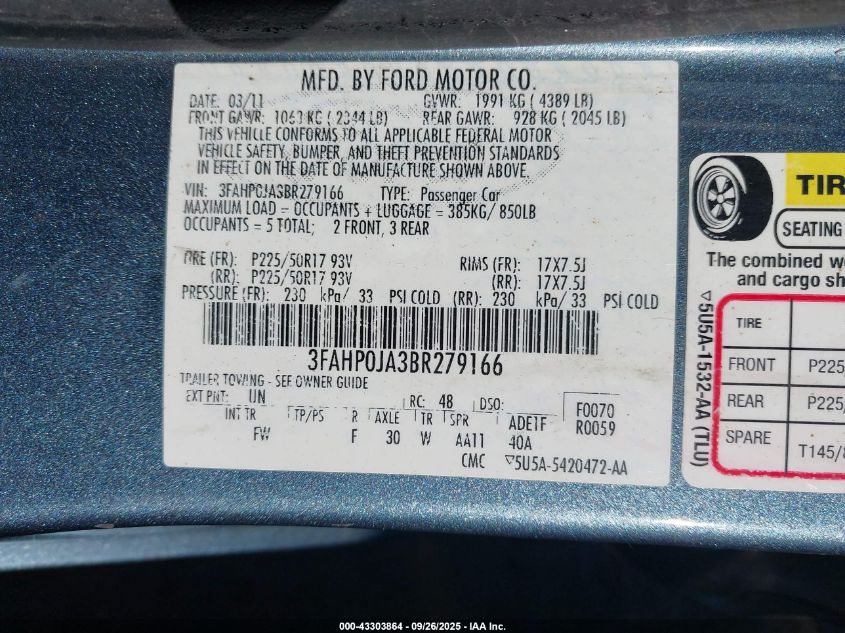 MFD. BY FORD MOTOR CO.
DATE: 03/11 GVWR: 1991 KG ( 4389 LB)
FRONT GAWR: 1063 KG ( 2344 LB) REAR GAWR: 928 KG ( 2045 LB)
THIS VEHICLE CONFORMS TO ALL APPLICABLE FEDERAL MOTOR
VEHICLE SAFETY, BUMPER, AND THEFT PREVENTION STANDARDS
IN EFFECT ON THE DATE OF MANUFACTURE SHOWN ABOVE.
VIN: 3FAHP0JA3BR279166 TYPE: Passenger Car
MAXIMUM LOAD = OCCUPANTS + LUGGAGE = 385KG/ 850LB
OCCUPANTS = 5 TOTAL; 2 FRONT, 3 REAR
TIRE (FR): P225/50R17 93V RIMS (FR): 17X7.5J
(RR): P225/50R17 93V (RR): 17X7.5J
PRESSURE (FR): 230 kPa/ 33 PSI COLD (RR): 230 kPa/ 33 PSI COLD
3FAHP0JA3BR279166
TRAILER TOWING - SEE OWNER GUIDE
EXT PNT: UN RC: 48 DSO: F0070
INT TR TP/PS R AXLE TR SPR ADETF R0059
FW F 30 W AA11 40A
CMC ▽5U5A-5420472-AA
TIR
SEATING
The combined we
and cargo sh
TIRE
FRONT P225
REAR P225/
SPARE T145/8
▽5U5A-1532-AA (TLU)
000-43303864 - 09/26/2025 - IAA Inc.